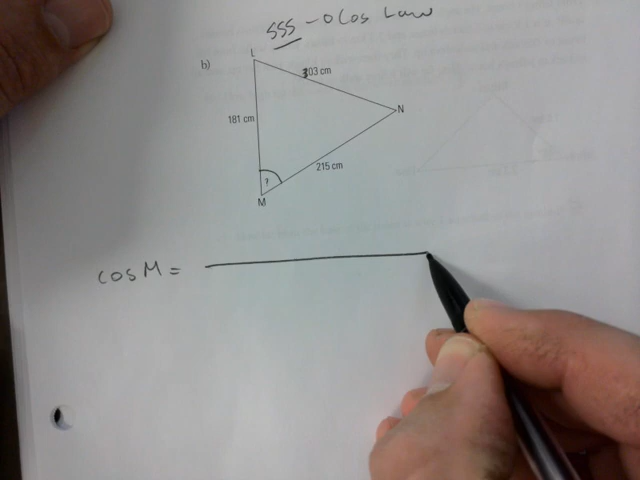 SSS → Cos Law
b)
L
303 cm
N
181 cm
215 cm
?
M
cos M =